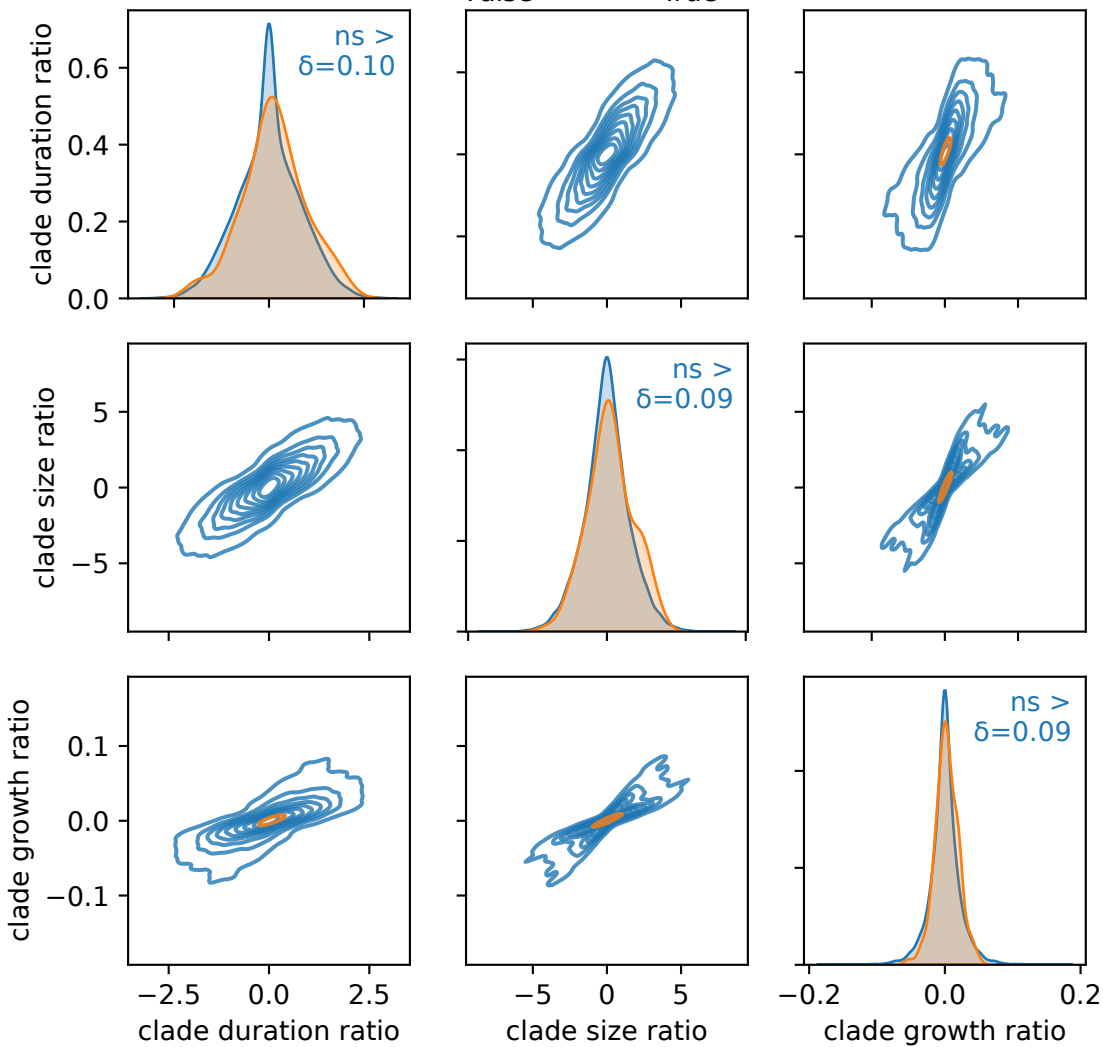 False True
clade duration ratio
0.6
0.4
0.2
0.0
ns >
δ=0.10
clade size ratio
5
0
−5
ns >
δ=0.09
clade growth ratio
0.1
0.0
−0.1
ns >
δ=0.09
−2.5 0.0 2.5
−5 0 5
−0.2 0.0 0.2
clade duration ratio
clade size ratio
clade growth ratio